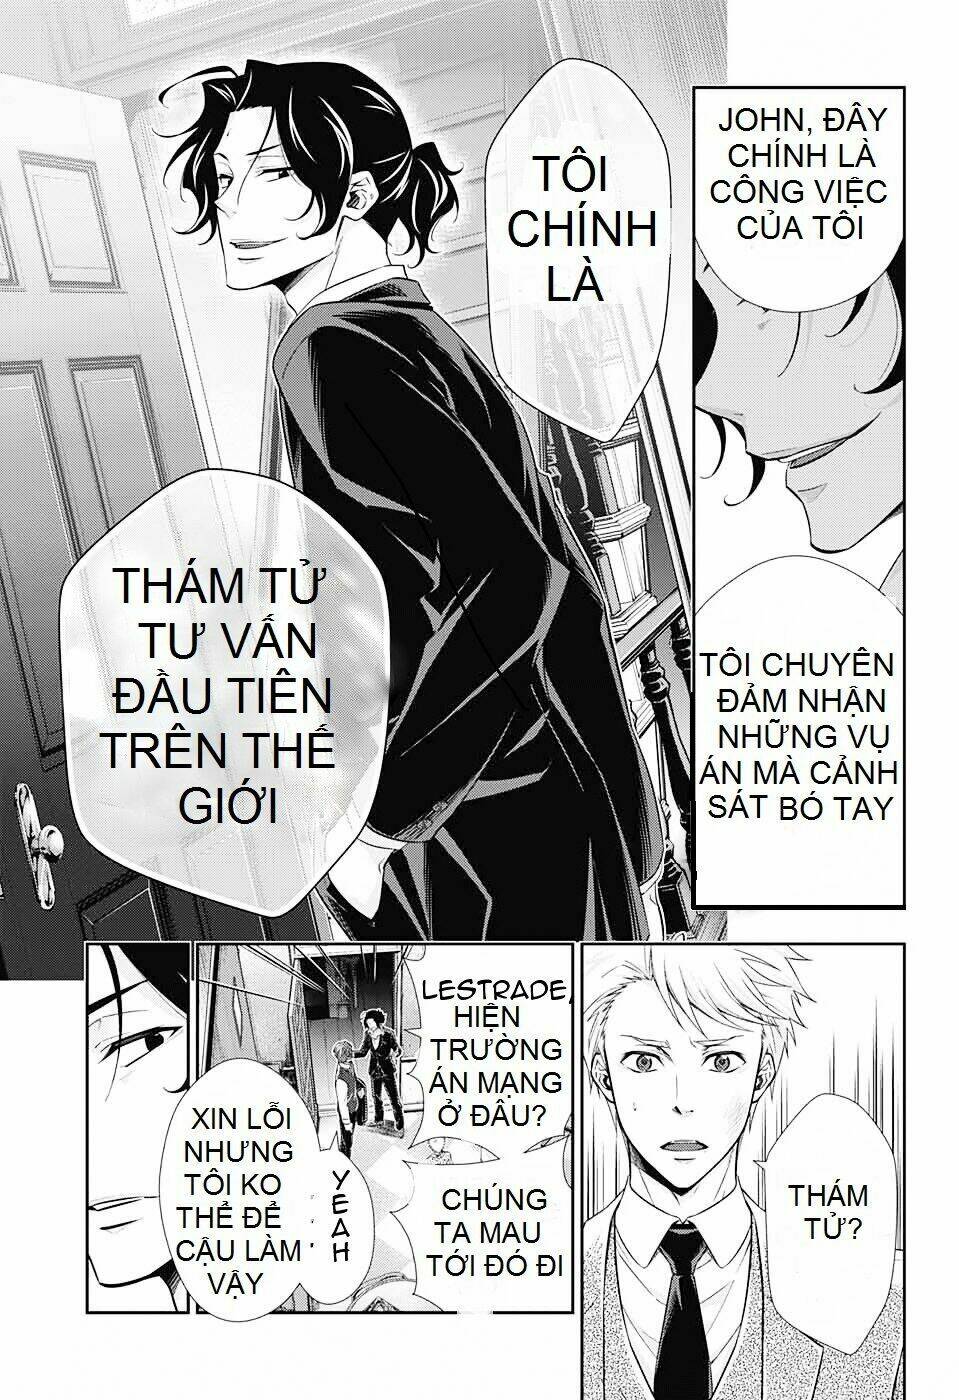 JOHN, ĐÂY
CHÍNH LÀ
CÔNG VIỆC
CỦA TÔI
TÔI CHUYÊN
ĐẢM NHẬN
NHỮNG VỤ
ÁN MÀ CẢNH
SÁT BÓ TAY
TÔI
CHÍNH
LÀ
THÁM TỬ
TƯ VẤN
ĐẦU TIÊN
TRÊN THẾ
GIỚI
THÁM
TỬ?
LESTRADE,
HIỆN
TRƯỜNG
ÁN MẠNG
Ở ĐÂU?
CHÚNG
TA MAU
TỚI ĐÓ ĐI
YEAH
XIN LỖI
NHƯNG
TÔI KO
THỂ ĐỂ
CẬU LÀM
VẬY